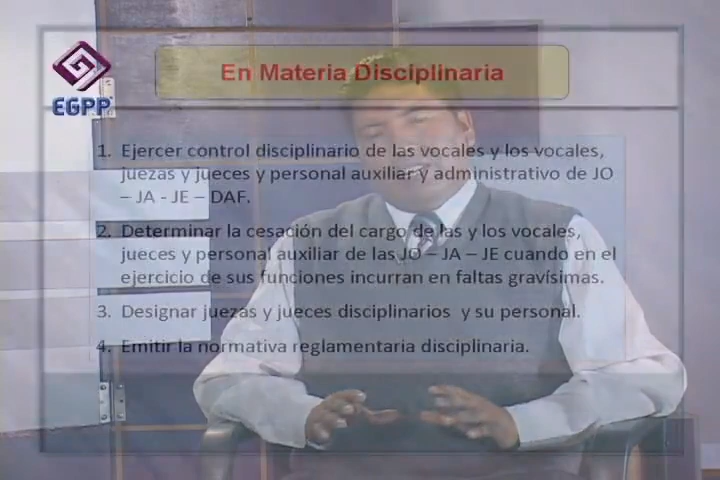 EGPP
En Materia Disciplinaria
1. Ejercer control disciplinario de las vocales y los vocales,
juezas y jueces y personal auxiliar y administrativo de JO
– JA - JE – DAF.
2. Determinar la cesación del cargo de las y los vocales,
jueces y personal auxiliar de las JO – JA – JE cuando en el
ejercicio de sus funciones incurran en faltas gravísimas.
3. Designar juezas y jueces disciplinarios y su personal.
4. Emitir la normativa reglamentaria disciplinaria.